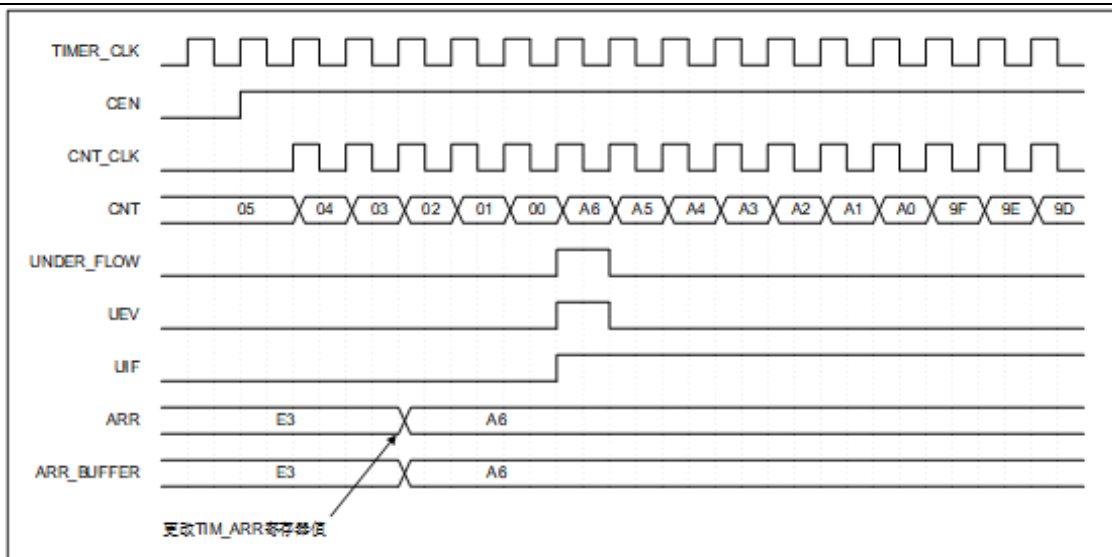 TIMER_CLK
CEN
CNT_CLK
CNT 05 04 03 02 01 00 A6 A5 A4 A3 A2 A1 A0 9F 9E 9D
UNDER_FLOW
UEV
UIF
ARR E3 A6
ARR_BUFFER E3 A6
更改TIM_ARR寄存器值